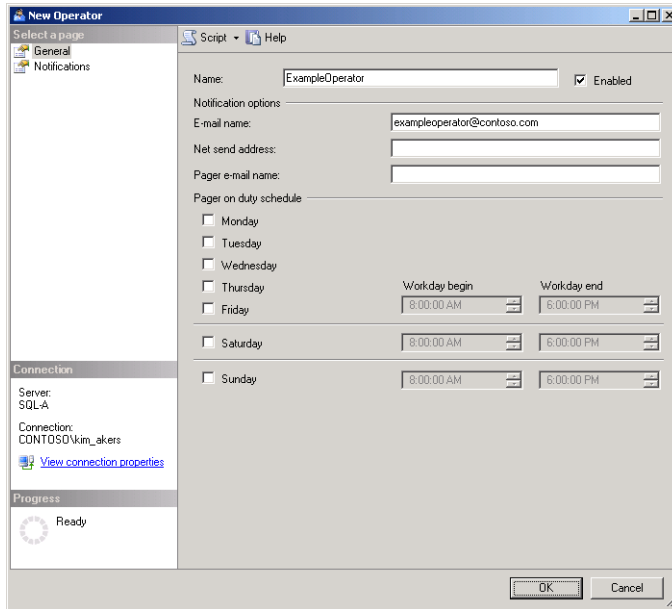 New Operator
Select a page
General
Notifications
Script Help
Name: ExampleOperator Enabled
Notification options
E-mail name: exampleoperator@contoso.com
Net send address:
Pager e-mail name:
Pager on duty schedule
Monday
Tuesday
Wednesday
Thursday Workday begin Workday end
Friday 8:00:00 AM 6:00:00 PM
Saturday 8:00:00 AM 6:00:00 PM
Sunday 8:00:00 AM 6:00:00 PM
Connection
Server:
SQL-A
Connection:
CONTOSO\kim_akers
View connection properties
Progress
Ready
OK Cancel